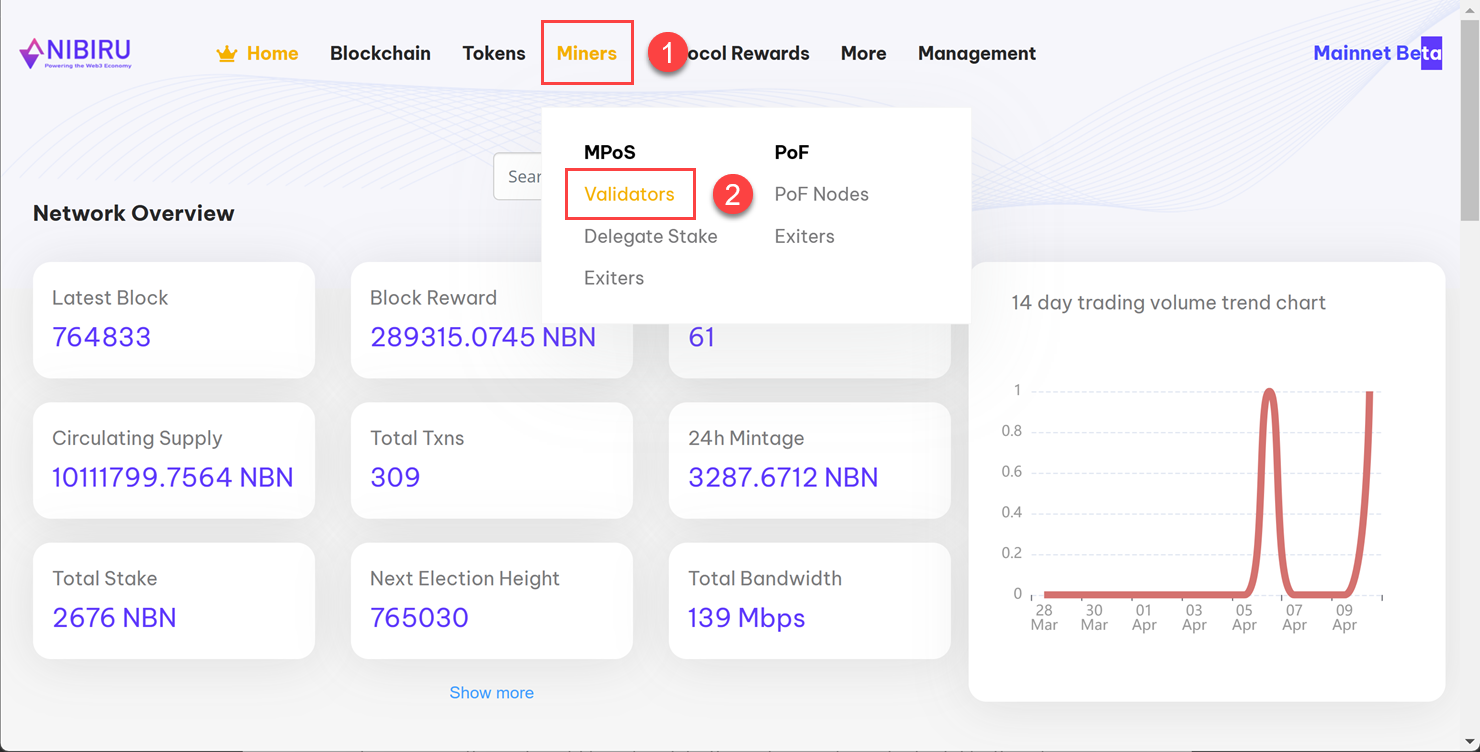 NIBIRU
Powering the Web3 Economy
Home
Blockchain
Tokens
Miners
1
ocol Rewards
More
Management
Mainnet Beta
MPoS
PoF
Validators
2
PoF Nodes
Delegate Stake
Exiters
Exiters
Sear
Network Overview
Latest Block
764833
Block Reward
289315.0745 NBN
61
Circulating Supply
10111799.7564 NBN
Total Txns
309
24h Mintage
3287.6712 NBN
Total Stake
2676 NBN
Next Election Height
765030
Total Bandwidth
139 Mbps
Show more
14 day trading volume trend chart
1
0.8
0.6
0.4
0.2
0
28 30 01 03 05 07 09
Mar Mar Apr Apr Apr Apr Apr